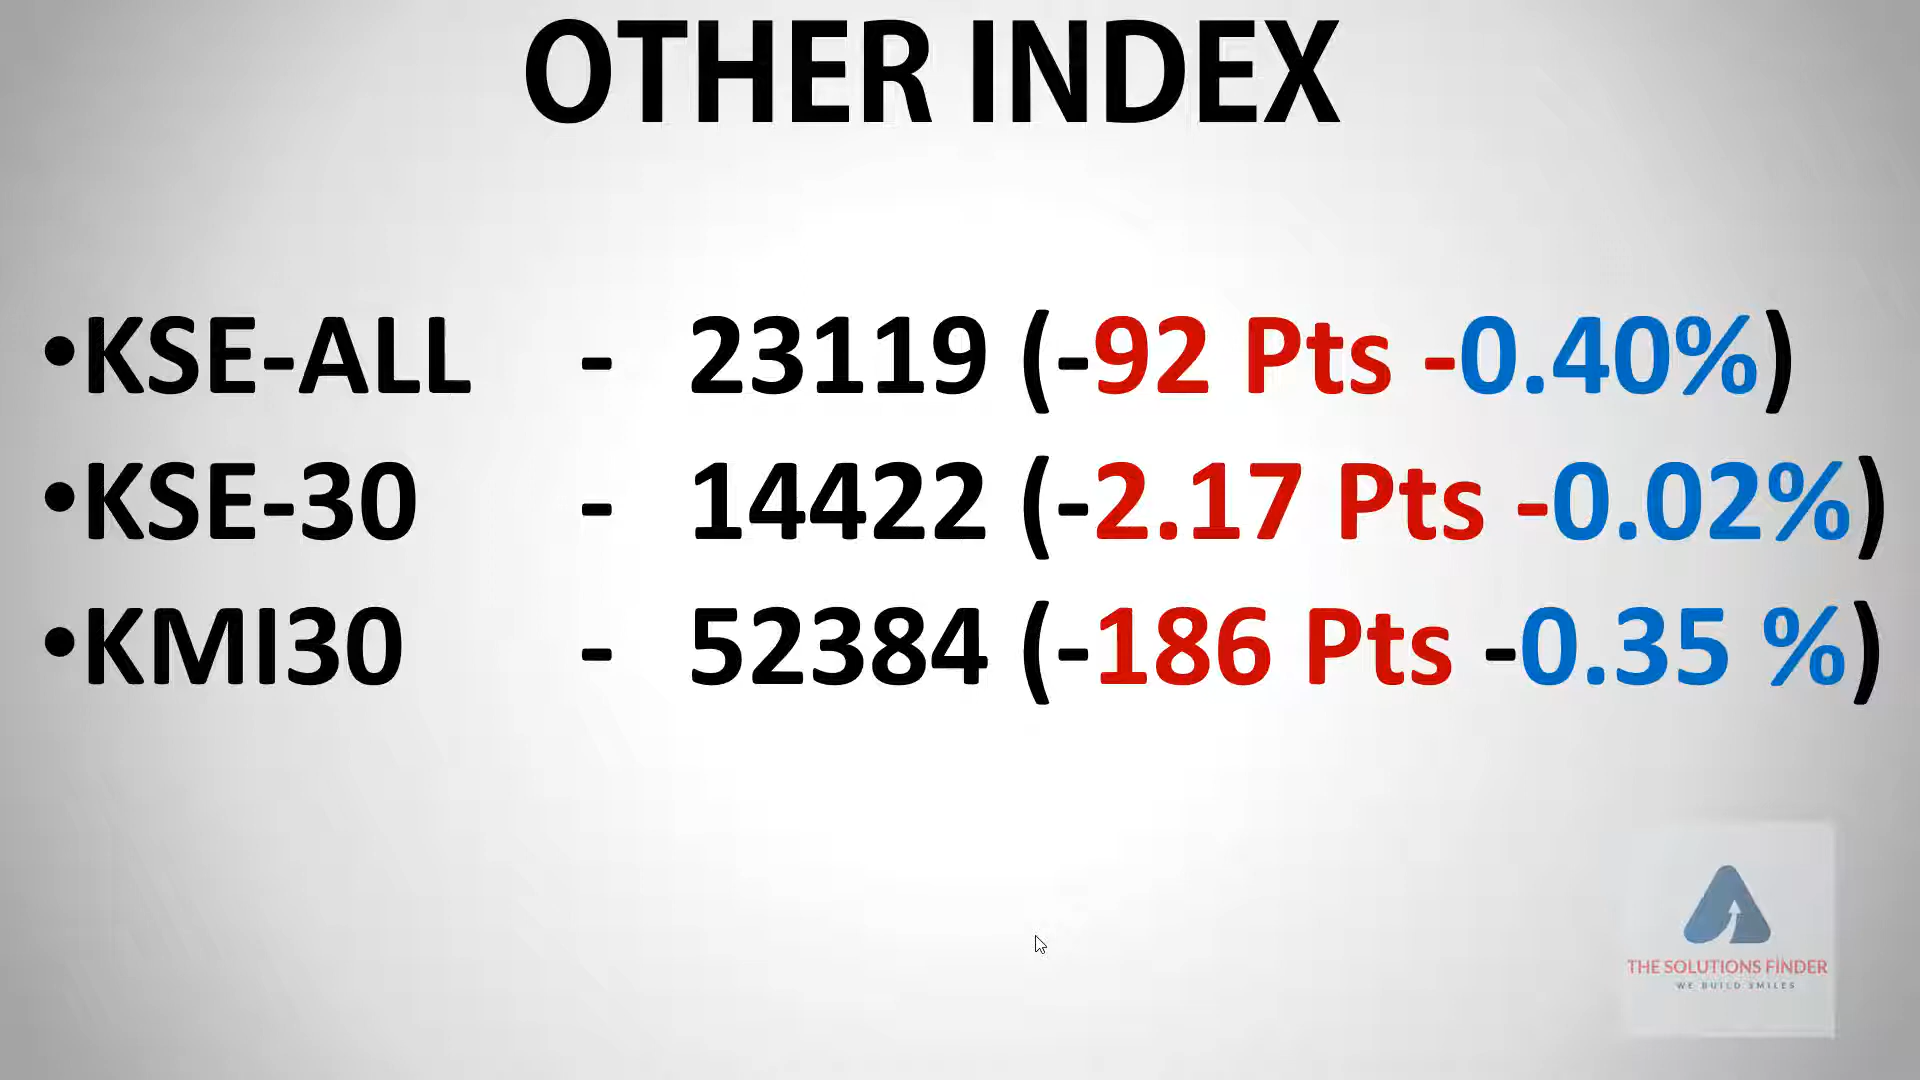 OTHER INDEX
•KSE-ALL - 23119 (-92 Pts -0.40%)
•KSE-30 - 14422 (-2.17 Pts -0.02%)
•KMI30 - 52384 (-186 Pts -0.35 %)
THE SOLUTIONS FINDER
WE BUILD SMILES